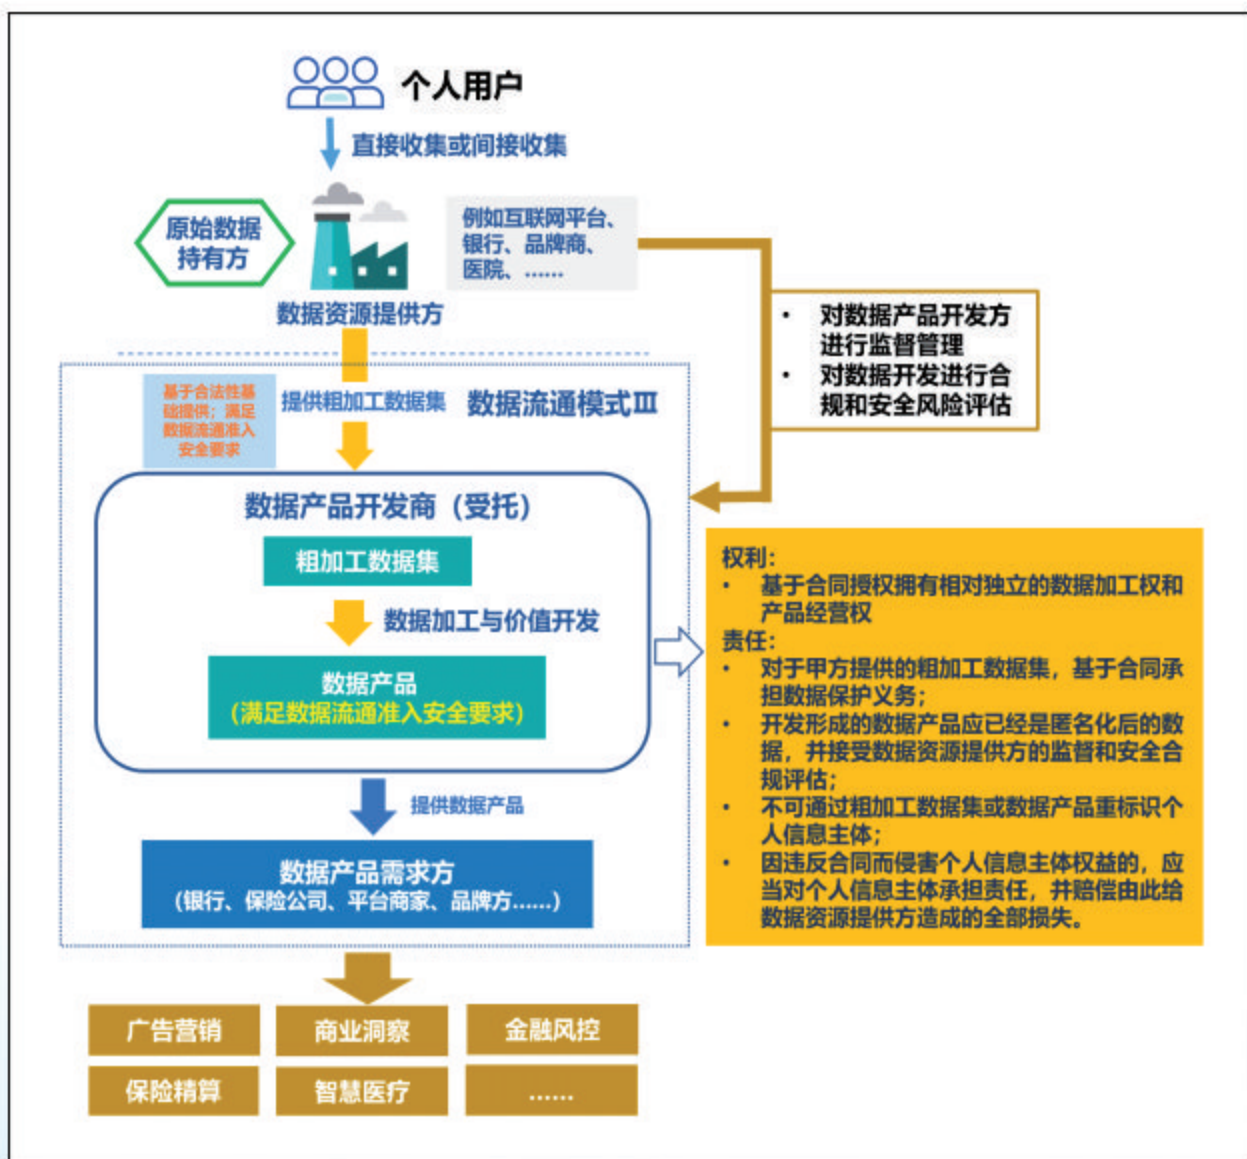 个人用户
直接收集或间接收集
原始数据
持有方
例如互联网平台、
银行、品牌商、
医院、……
数据资源提供方
• 对数据产品开发方
进行监督管理
• 对数据开发进行合
规和安全风险评估
基于合法性基
础提供；满足
数据流通准入
安全要求
提供粗加工数据集
数据流通模式Ⅲ
数据产品开发商（受托）
粗加工数据集
数据加工与价值开发
数据产品
（满足数据流通准入安全要求）
权利：
• 基于合同授权拥有相对独立的数据加工权和
产品经营权
责任：
• 对于甲方提供的粗加工数据集，基于合同承
担数据保护义务；
• 开发形成的数据产品应已经是匿名化后的数
据，并接受数据资源提供方的监督和安全合
规评估；
• 不可通过粗加工数据集或数据产品重标识个
人信息主体；
• 因违反合同而侵害个人信息主体权益的，应
当对个人信息主体承担责任，并赔偿由此给
数据资源提供方造成的全部损失。
提供数据产品
数据产品需求方
（银行、保险公司、平台商家、品牌方……）
广告营销
商业洞察
金融风控
保险精算
智慧医疗
……